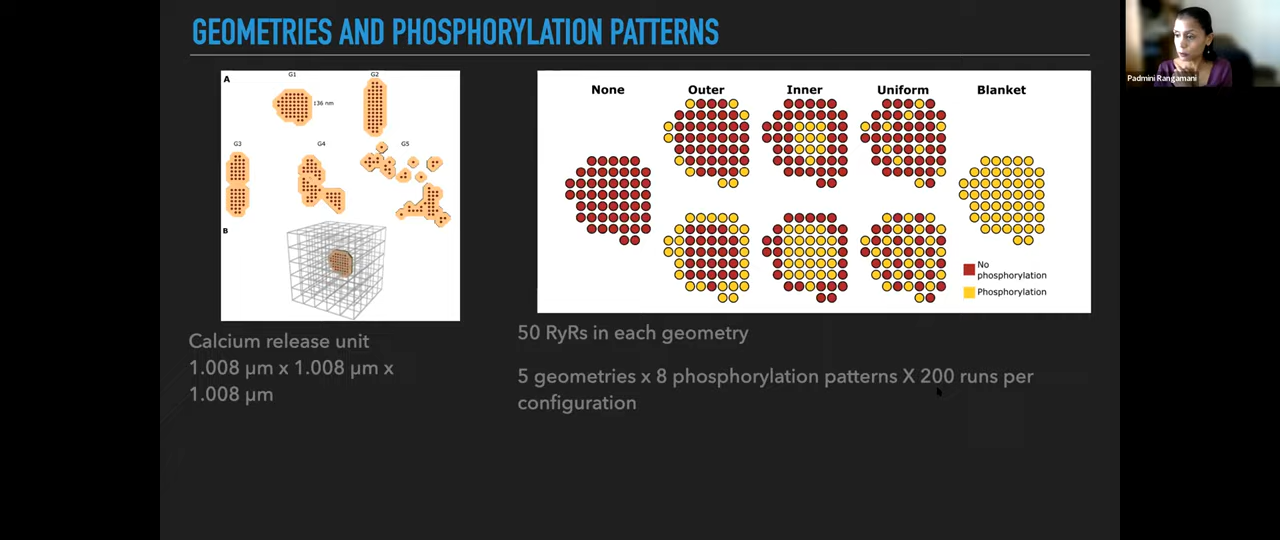 GEOMETRIES AND PHOSPHORYLATION PATTERNS
Padmini Rangamani
A
G1
G2
136 nm
G3
G4
G5
B
None
Outer
Inner
Uniform
Blanket
No
phosphorylation
Phosphorylation
Calcium release unit
1.008 µm x 1.008 µm x
1.008 µm
50 RyRs in each geometry
5 geometries x 8 phosphorylation patterns X 200 runs per
configuration